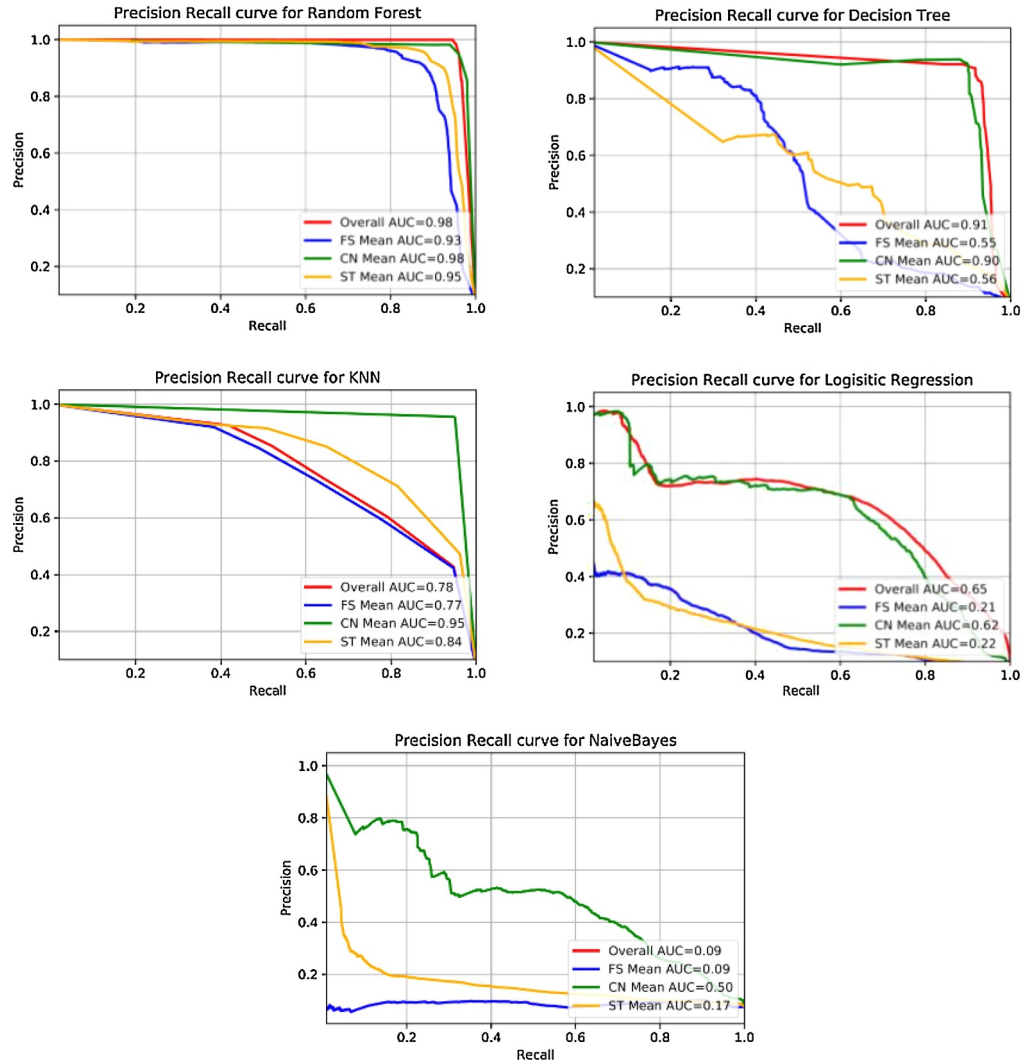 Precision Recall curve for Random Forest
1.0
0.8
0.6
0.4
0.2
Precision
Overall AUC=0.98
FS Mean AUC=0.93
CN Mean AUC=0.98
ST Mean AUC=0.95
0.2 0.4 0.6 0.8 1.0
Recall
Precision Recall curve for Decision Tree
1.0
0.8
0.6
0.4
0.2
Precision
Overall AUC=0.91
FS Mean AUC=0.55
CN Mean AUC=0.90
ST Mean AUC=0.56
0.2 0.4 0.6 0.8 1.0
Recall
Precision Recall curve for KNN
1.0
0.8
0.6
0.4
0.2
Precision
Overall AUC=0.78
FS Mean AUC=0.77
CN Mean AUC=0.95
ST Mean AUC=0.84
0.2 0.4 0.6 0.8 1.0
Recall
Precision Recall curve for Logisitic Regression
1.0
0.8
0.6
0.4
0.2
Precision
Overall AUC=0.65
FS Mean AUC=0.21
CN Mean AUC=0.62
ST Mean AUC=0.22
0.2 0.4 0.6 0.8 1.0
Recall
Precision Recall curve for NaiveBayes
1.0
0.8
0.6
0.4
0.2
Precision
Overall AUC=0.09
FS Mean AUC=0.09
CN Mean AUC=0.50
ST Mean AUC=0.17
0.2 0.4 0.6 0.8 1.0
Recall